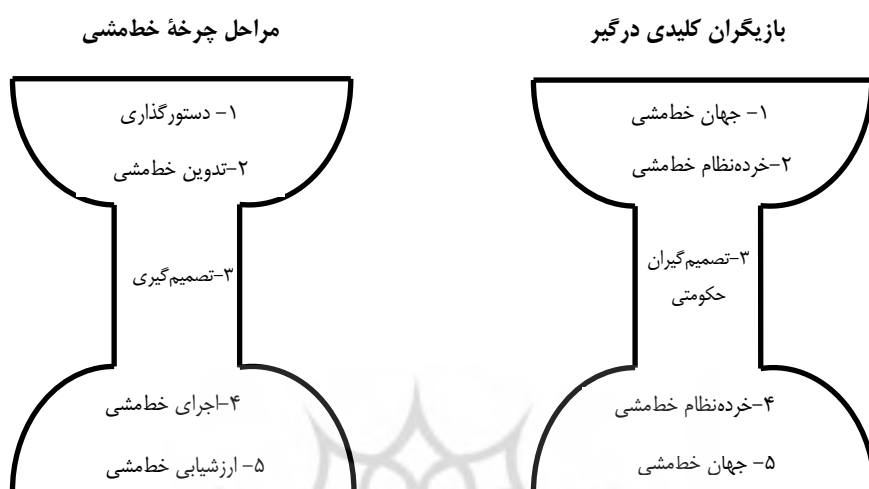 بازیگران کلیدی درگیر
۱- جهان خط‌مشی
۲-خرده‌نظام خط‌مشی
۳-تصمیم‌گیران
حکومتی
۴-خرده‌نظام خط‌مشی
۵- جهان خط‌مشی
مراحل چرخهٔ خط‌مشی
۱- دستورگذاری
۲-تدوین خط‌مشی
۳-تصمیم‌گیری
۴-اجرای خط‌مشی
۵- ارزشیابی خط‌مشی